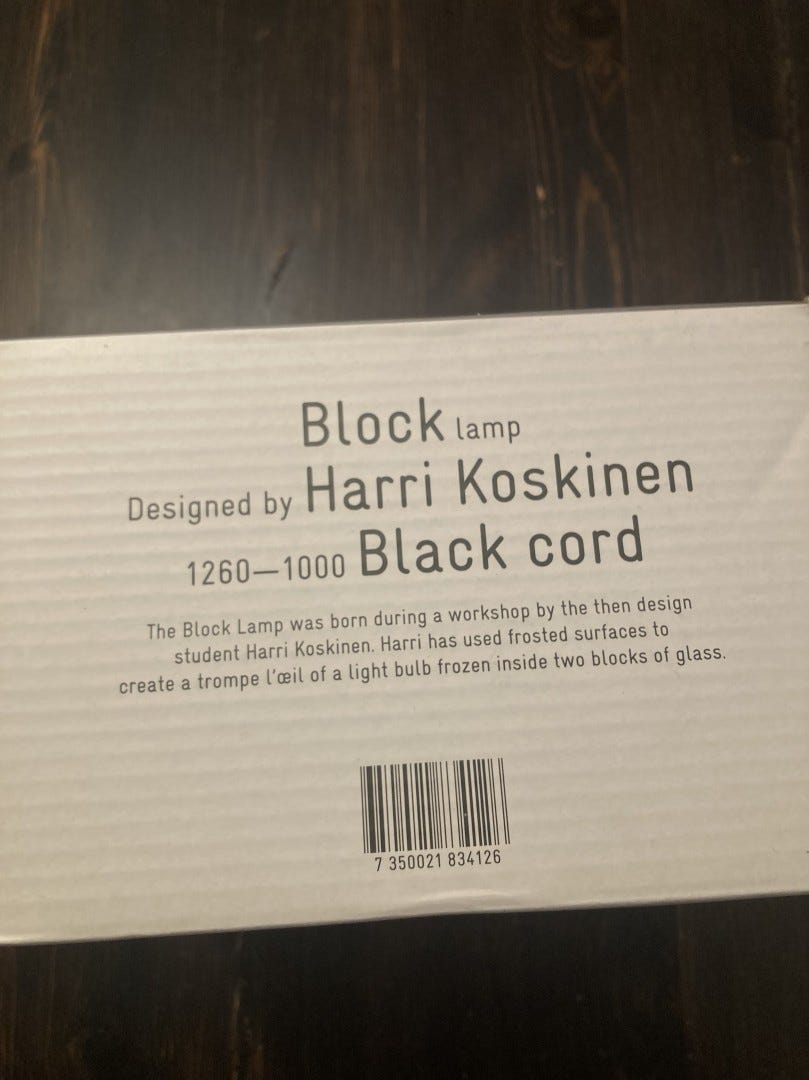 Block lamp
Designed by Harri Koskinen
1260—1000 Black cord
The Block Lamp was born during a workshop by the then design
student Harri Koskinen. Harri has used frosted surfaces to
create a trompe l'œil of a light bulb frozen inside two blocks of glass.
7 350021 834126